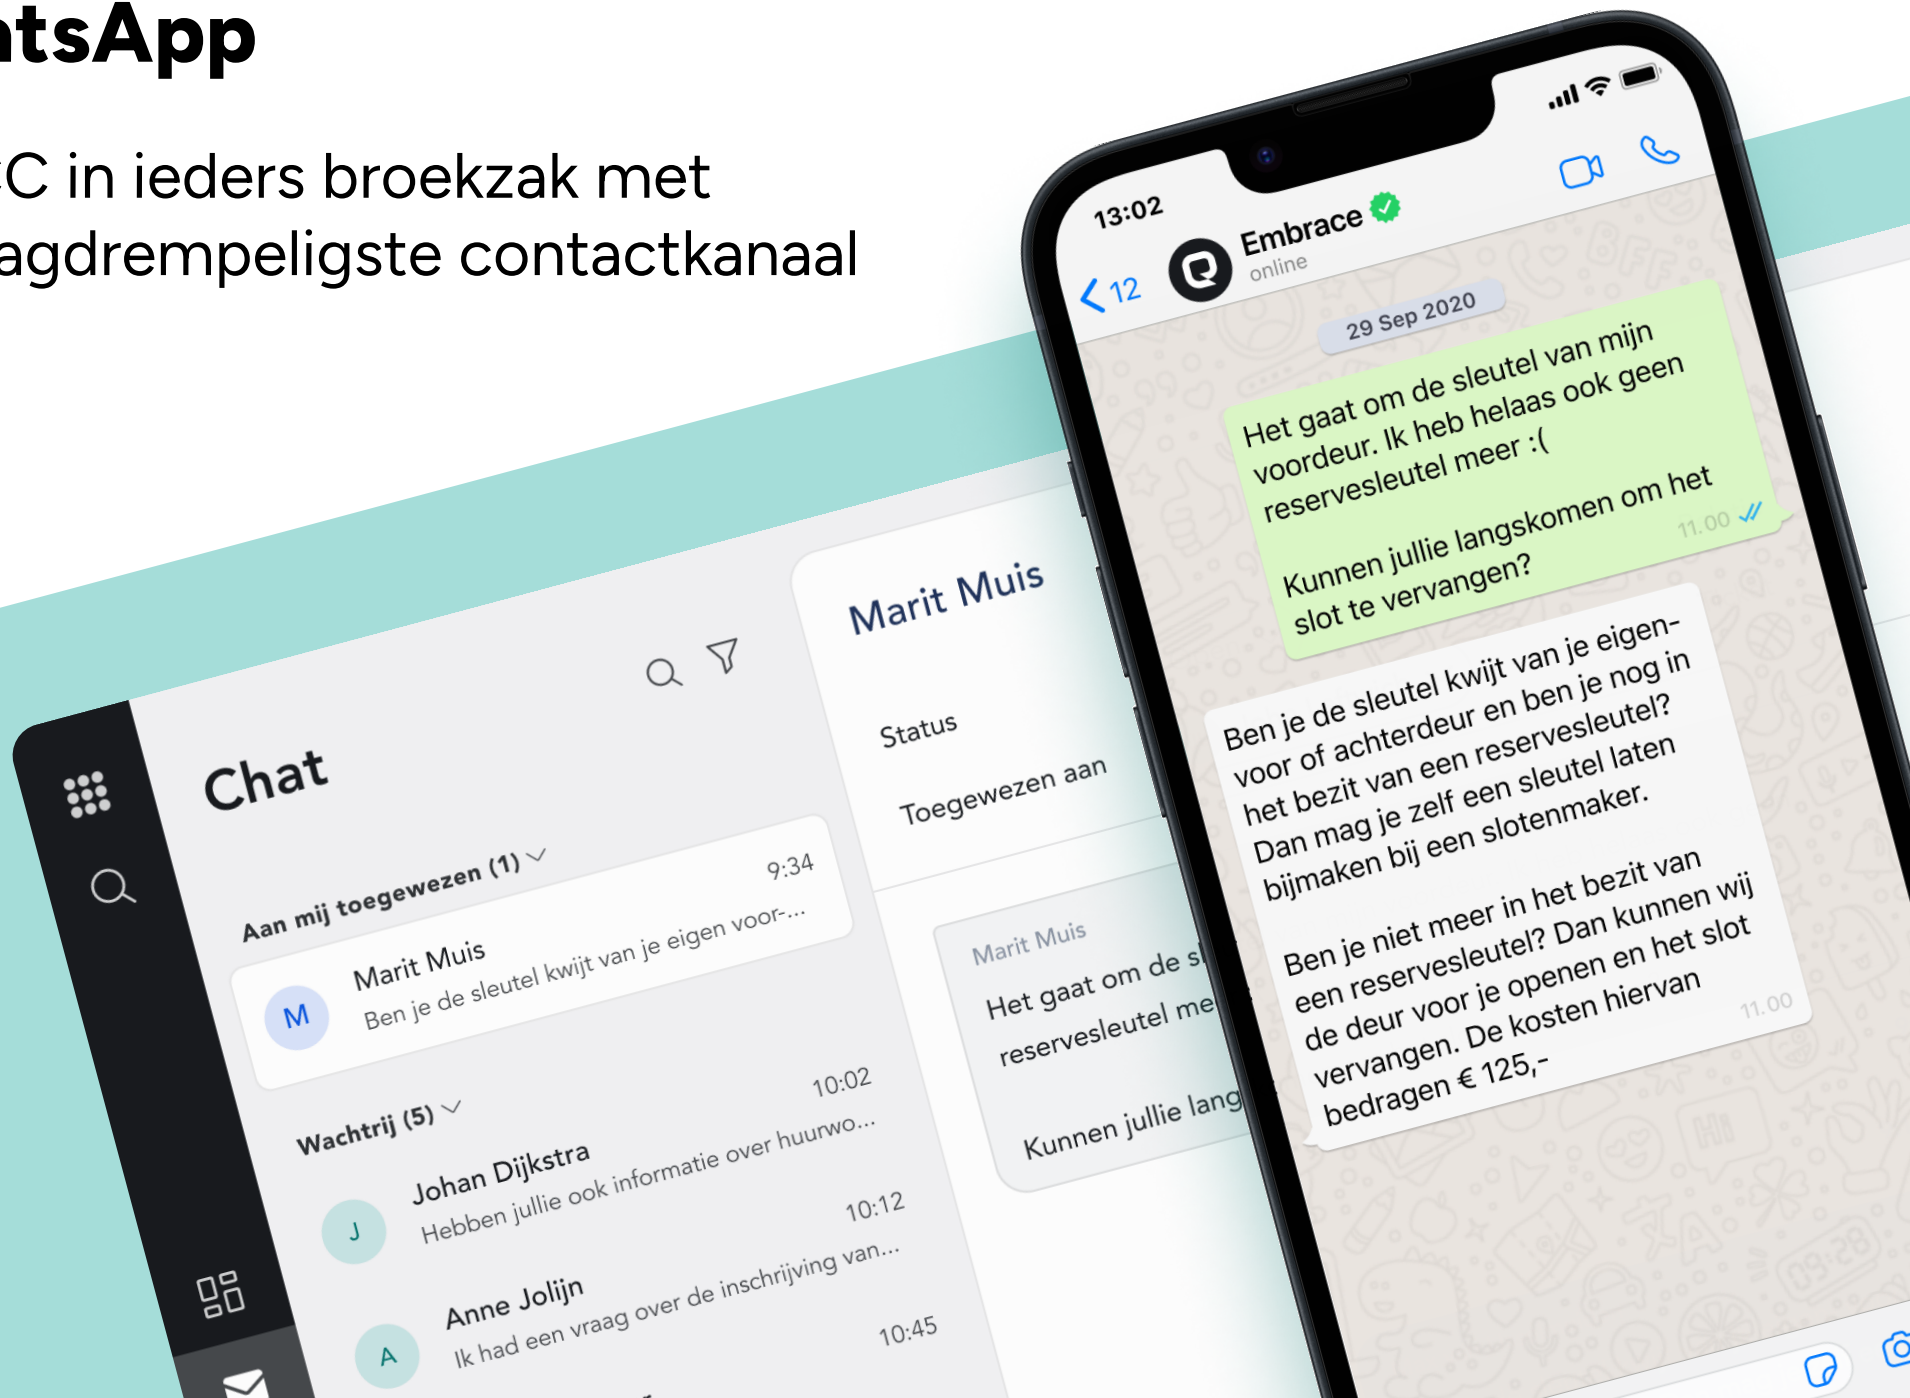 WhatsApp
in ieders broekzak met
contactkanaal
Chat
Aan mij toegewezen (1)
Marit Muis
9:34
M
Ben je de sleutel kwijt van je eigen voor-...
Wachtrij (5)
Johan Dijkstra
10:02
J
Hebben jullie ook informatie over huurwo...
Anne Jolijn
10:12
A
Ik had een vraag over de inschrijving van...
10:45
Marit Muis
Status
Toegewezen aan
Marit Muis
Het gaat om de
reservesleutel
Kunnen jullie
13:02
12
Embrace
online
29 Sep 2020
Het gaat om de sleutel van mijn
voordeur. Ik heb helaas ook geen
reservesleutel meer :(
Kunnen jullie langskomen om het
slot te vervangen?
11.00
Ben je de sleutel kwijt van je eigen-
voor of achterdeur en ben je nog in
het bezit van een reservesleutel?
Dan mag je zelf een sleutel laten
bijmaken bij een slotenmaker.
Ben je niet meer in het bezit van
een reservesleutel? Dan kunnen wij
de deur voor je openen en het slot
vervangen. De kosten hiervan
bedragen € 125,-
11.00